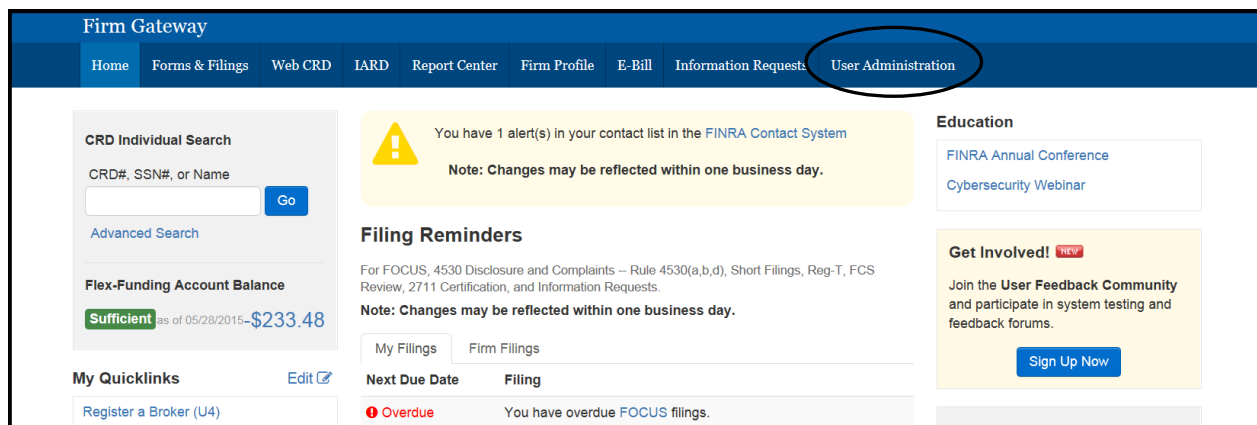 Firm Gateway
Home Forms & Filings Web CRD IARD Report Center Firm Profile E-Bill Information Requests User Administration
CRD Individual Search
CRD#, SSN#, or Name
Go
Advanced Search
Flex-Funding Account Balance
Sufficient as of 05/28/2015 -$233.48
My Quicklinks Edit
Register a Broker (U4)
You have 1 alert(s) in your contact list in the FINRA Contact System
Note: Changes may be reflected within one business day.
Filing Reminders
For FOCUS, 4530 Disclosure and Complaints -- Rule 4530(a,b,d), Short Filings, Reg-T, FCS
Review, 2711 Certification, and Information Requests.
Note: Changes may be reflected within one business day.
My Filings Firm Filings
Next Due Date Filing
Overdue You have overdue FOCUS filings.
Education
FINRA Annual Conference
Cybersecurity Webinar
Get Involved! NEW
Join the User Feedback Community
and participate in system testing and
feedback forums.
Sign Up Now